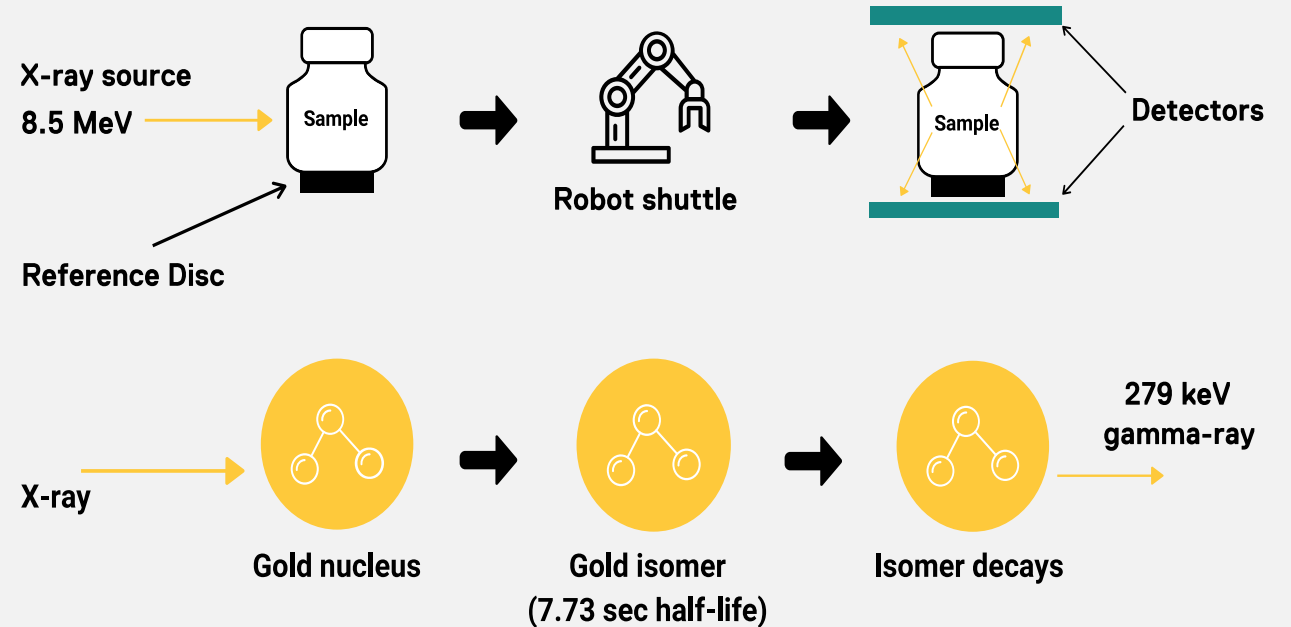 X-ray source
8.5 MeV
Sample
Reference Disc
Robot shuttle
Sample
Detectors
X-ray
Gold nucleus
Gold isomer
(7.73 sec half-life)
Isomer decays
279 keV
gamma-ray